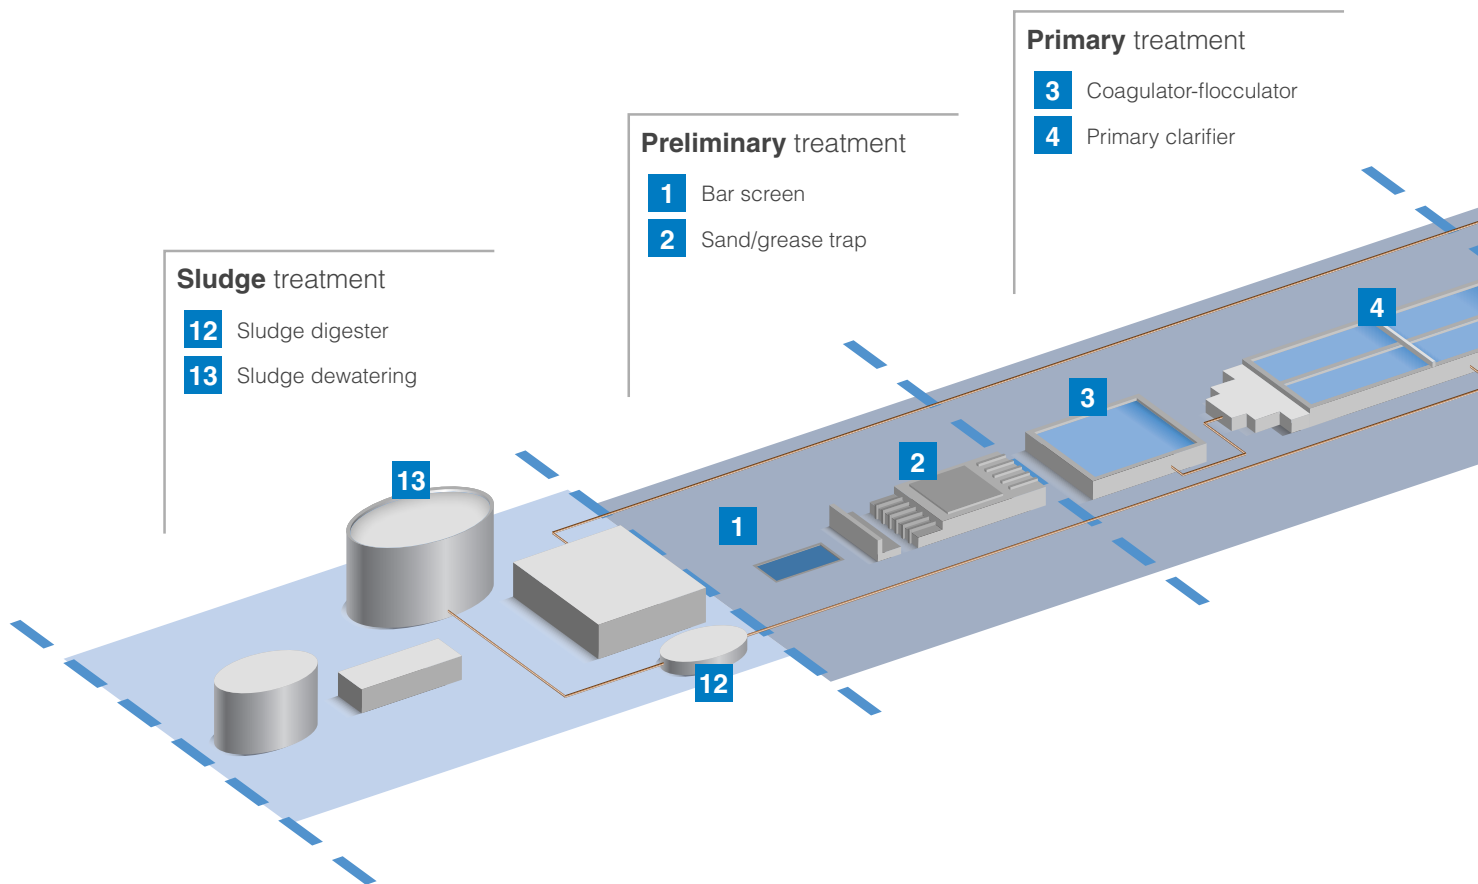 Primary treatment
3 Coagulator-flocculator
4 Primary clarifier
Preliminary treatment
1 Bar screen
2 Sand/grease trap
Sludge treatment
12 Sludge digester
13 Sludge dewatering
4
3
2
13
1
12